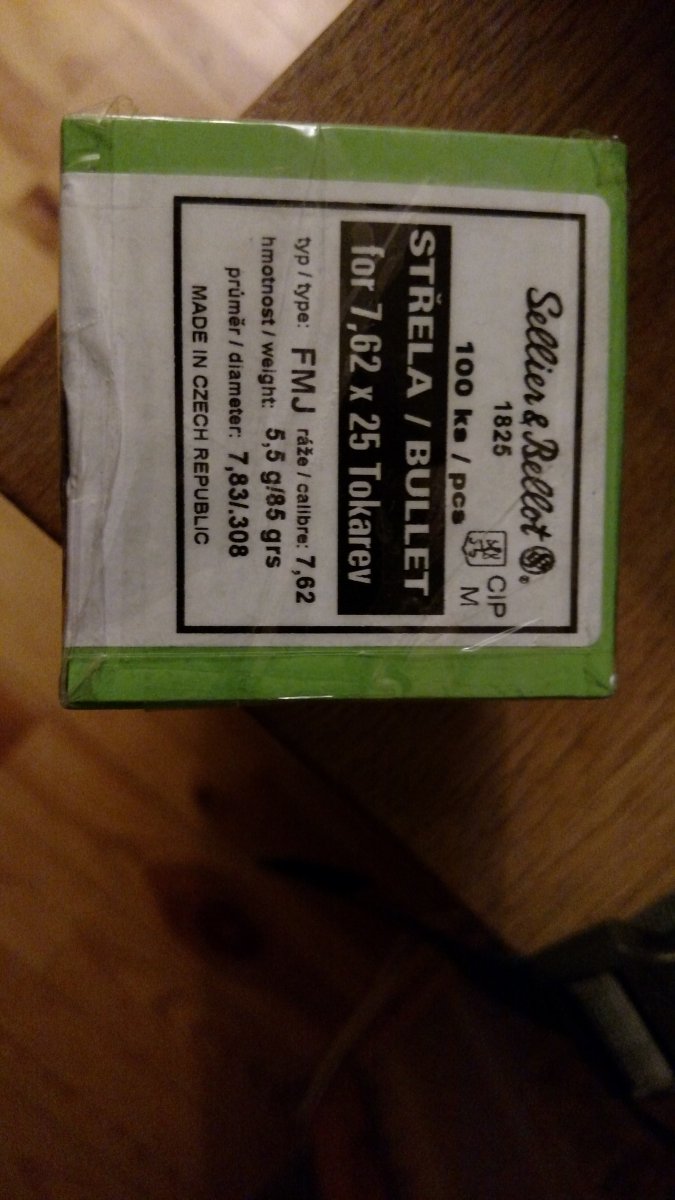 Sellier & Bellot ®
1825
CIP
M
100 ks / pcs
STŘELA / BULLET
for 7,62 x 25 Tokarev
typ / type: FMJ ráže / calibre: 7,62
hmotnost / weight: 5,5 g/85 grs
průměr / diameter: 7,83/.308
MADE IN CZECH REPUBLIC